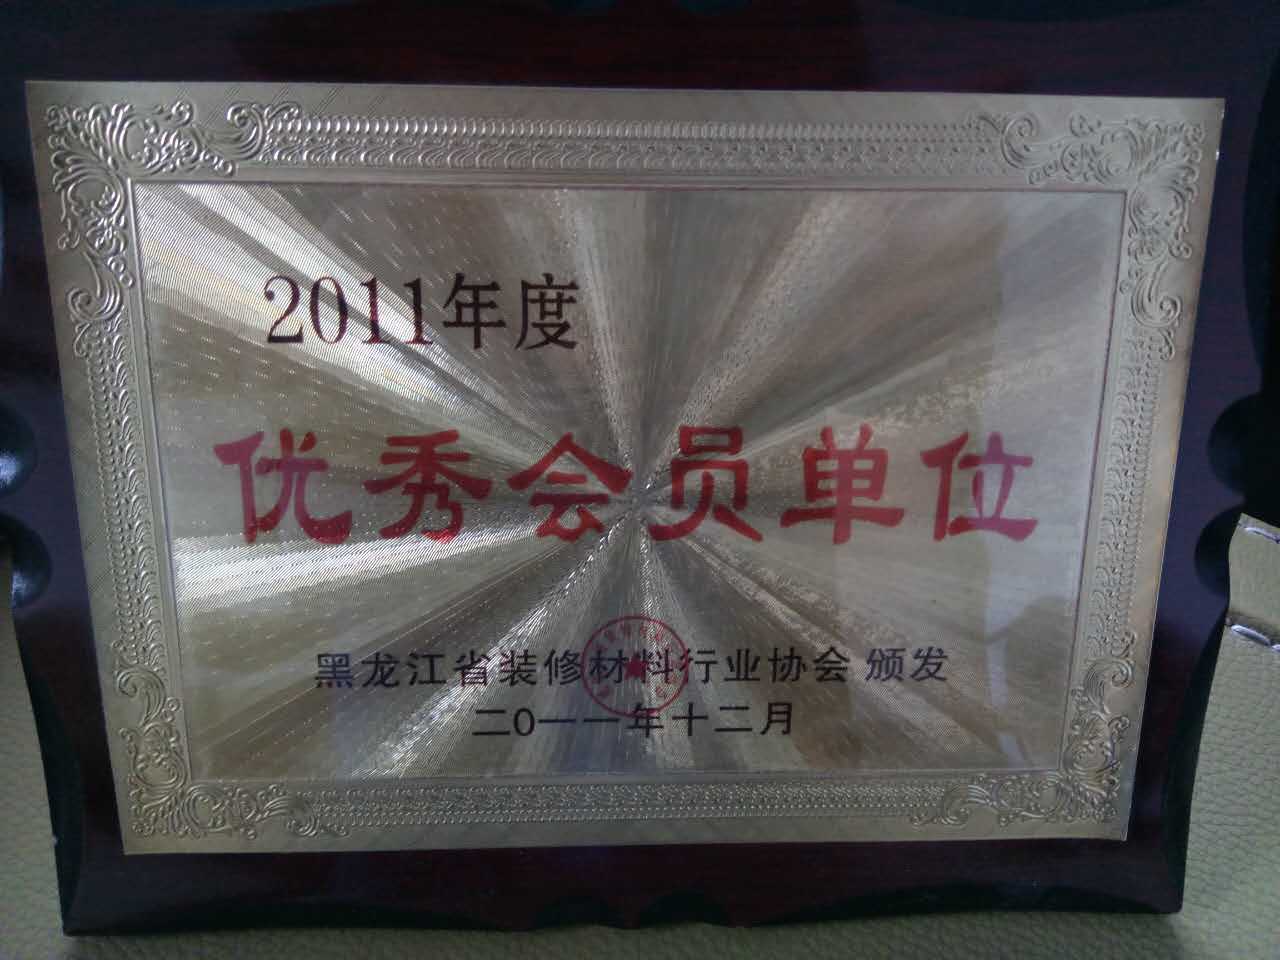 2011年度
优秀会员单位
黑龙江省装修材料行业协会 颁发
二0一一年十二月